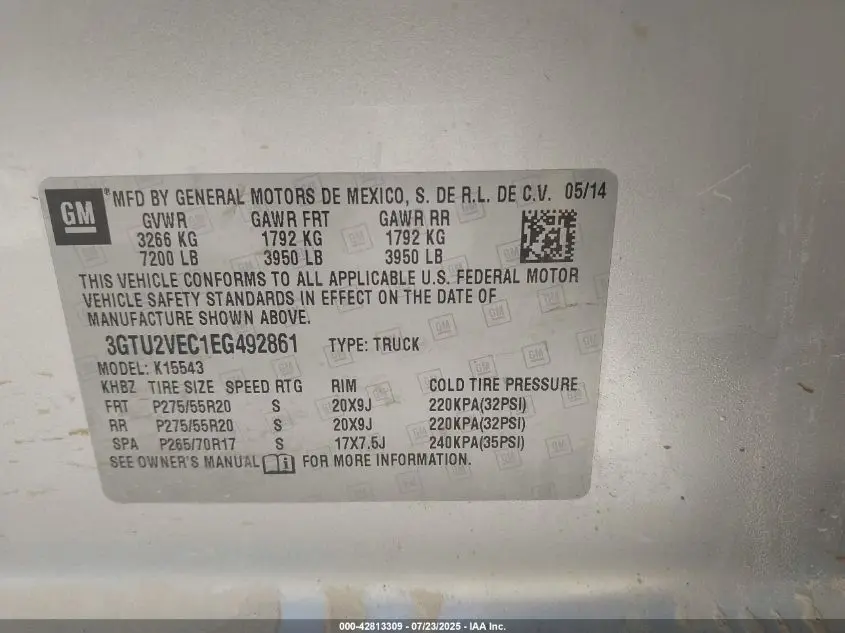 GM ® MFD BY GENERAL MOTORS DE MEXICO, S. DE R.L. DE C.V. 05/14
GVWR GAWR FRT GAWR RR
3266 KG 1792 KG 1792 KG
7200 LB 3950 LB 3950 LB
THIS VEHICLE CONFORMS TO ALL APPLICABLE U.S. FEDERAL MOTOR
VEHICLE SAFETY STANDARDS IN EFFECT ON THE DATE OF
MANUFACTURE SHOWN ABOVE.
3GTU2VEC1EG492861 TYPE: TRUCK
MODEL: K15543
KHBZ TIRE SIZE SPEED RTG RIM COLD TIRE PRESSURE
FRT P275/55R20 S 20X9J 220KPA(32PSI)
RR P275/55R20 S 20X9J 220KPA(32PSI)
SPA P265/70R17 S 17X7.5J 240KPA(35PSI)
SEE OWNER'S MANUAL i FOR MORE INFORMATION.
000-42813309 - 07/23/2025 - IAA Inc.